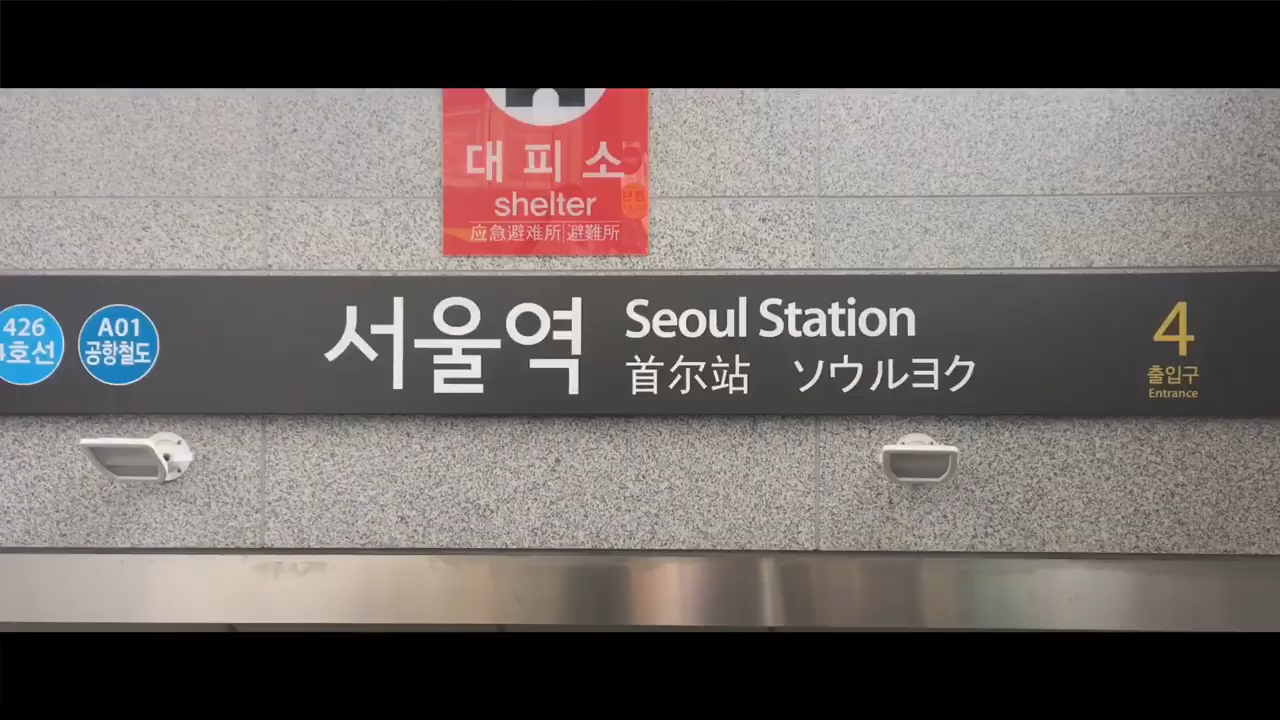 대피소
shelter
应急避难所|避難所
426
4호선
A01
공항철도
서울역
Seoul Station
首尔站 ソウルヨク
4
출입구
Entrance